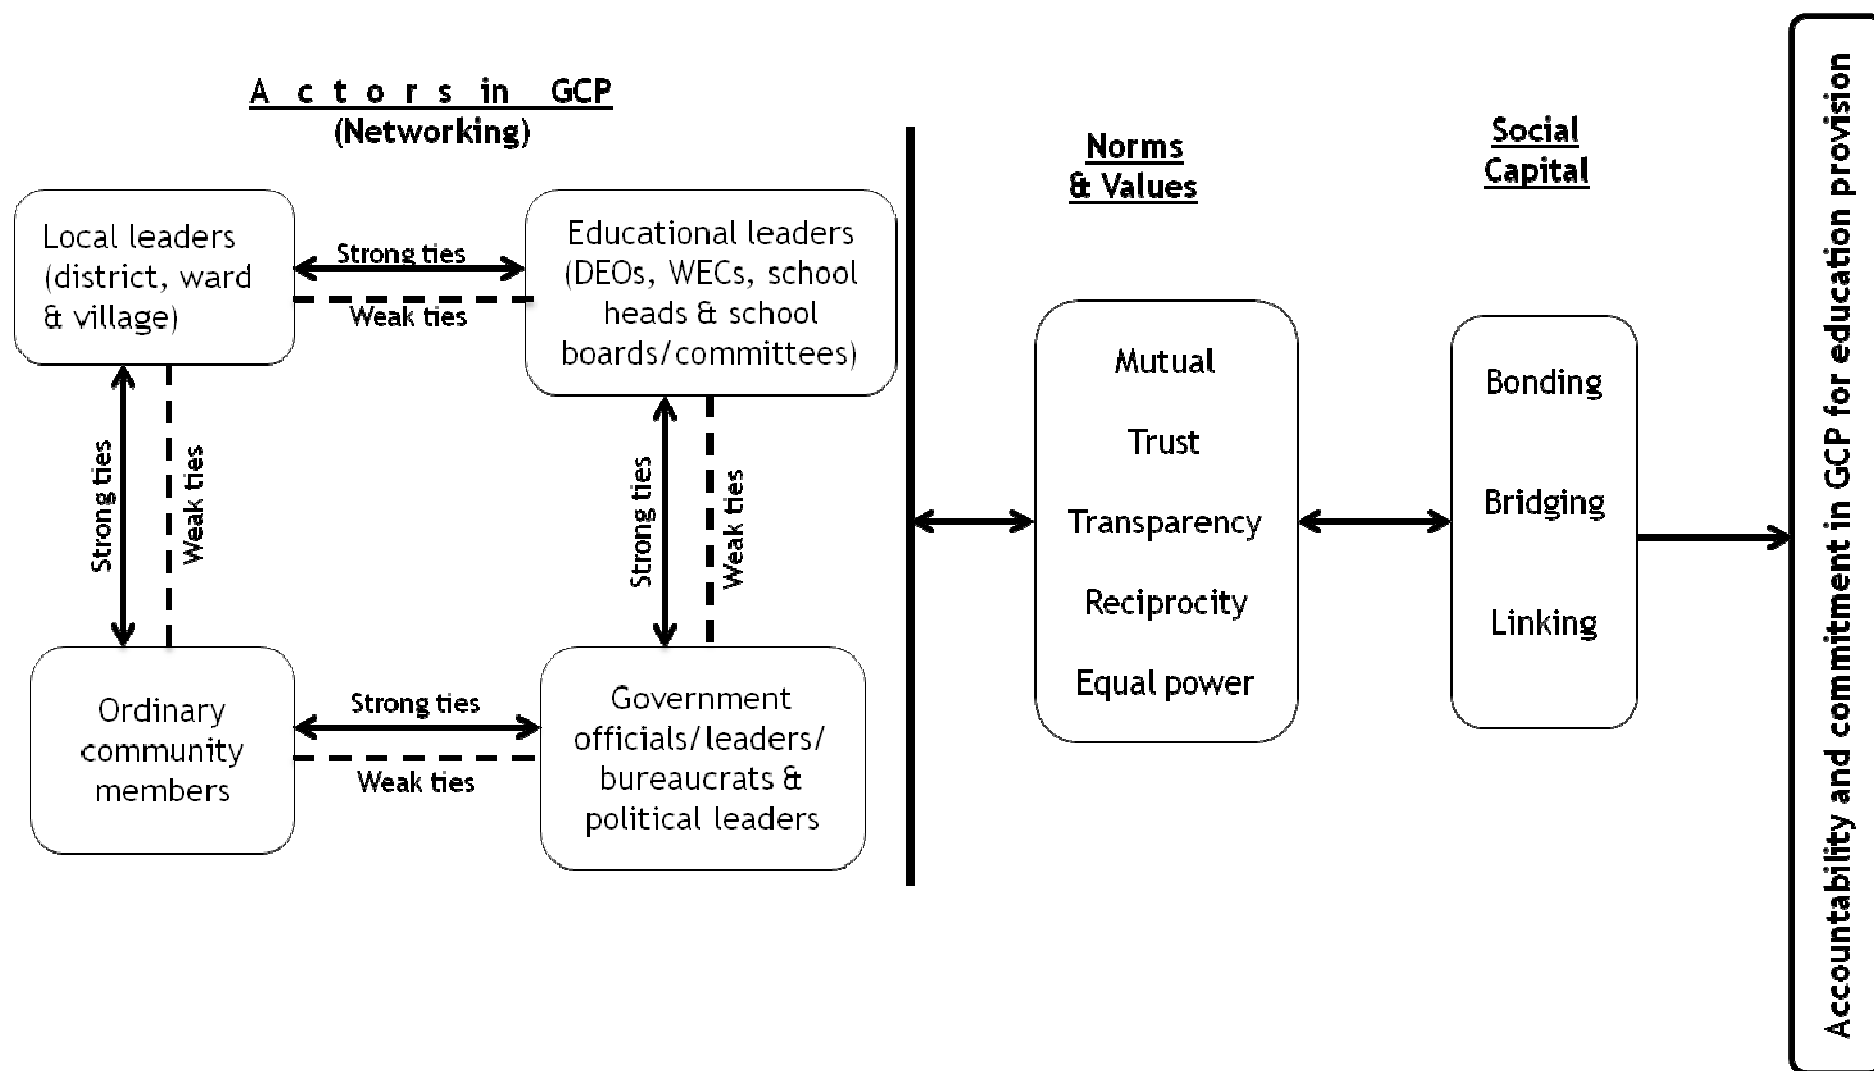 A c t o r s in GCP
(Networking)
Local leaders
(district, ward
& village)
Strong ties
Weak ties
Educational leaders
(DEOs, WECs, school
heads & school
boards/committees)
Strong ties
Weak ties
Strong ties
Weak ties
Ordinary
community
members
Strong ties
Weak ties
Government
officials/leaders/
bureaucrats &
political leaders
Norms
& Values
Mutual
Trust
Transparency
Reciprocity
Equal power
Social
Capital
Bonding
Bridging
Linking
Accountability and commitment in GCP for education provision